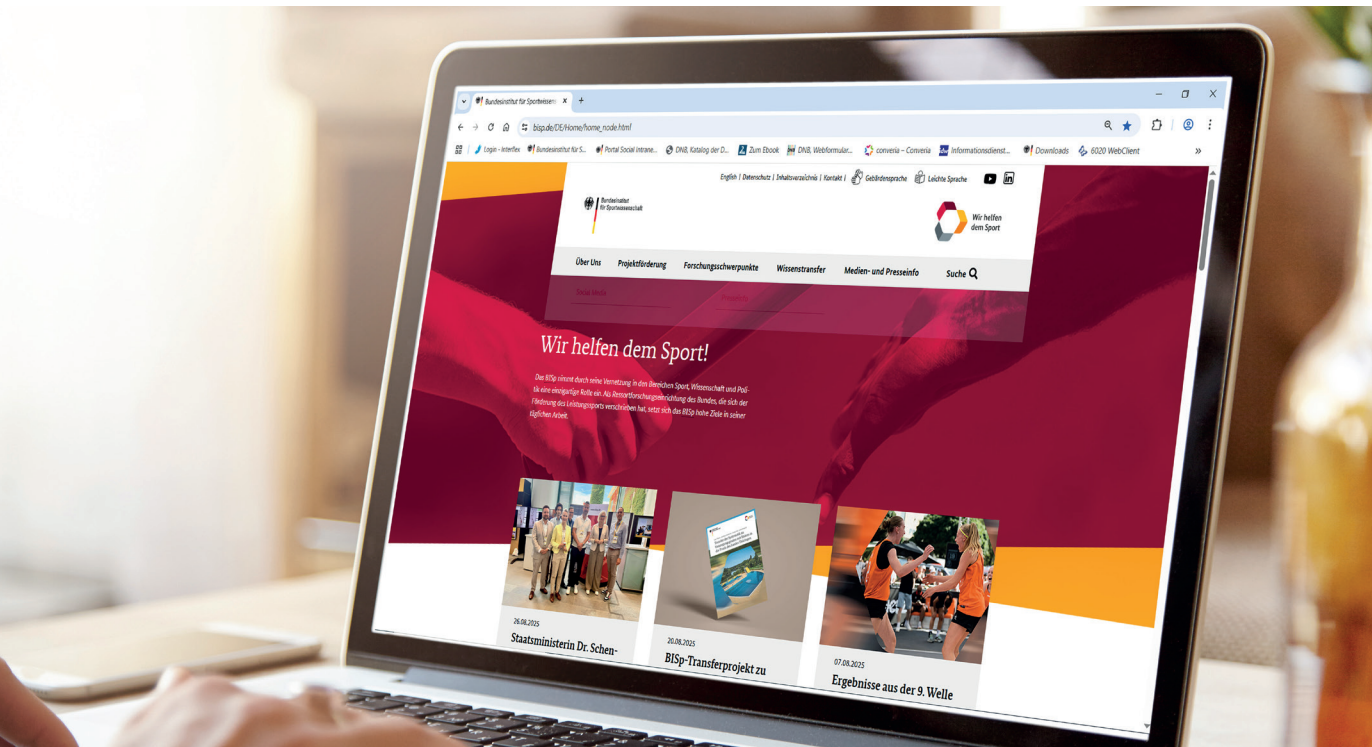 Bundesinstitut für Sportwissens
bisp.de/DE/Home/home_node.html
Login - Interflex Bundesinstitut für S... Portal Social Intrane... DNB, Katalog der D... Zum Ebook DNB, Webformular... converia – Converia Informationsdienst... Downloads 6020 WebClient »
English | Datenschutz | Inhaltsverzeichnis | Kontakt | Gebärdensprache Leichte Sprache in
Bundesinstitut
für Sportwissenschaft
Wir helfen
dem Sport
Über Uns Projektförderung Forschungsschwerpunkte Wissenstransfer Medien- und Presseinfo Suche
Social Media Presseinfo
Wir helfen dem Sport!
Das BISp nimmt durch seine Vernetzung in den Bereichen Sport, Wissenschaft und Poli-
tik eine einzigartige Rolle ein. Als Ressortforschungseinrichtung des Bundes, die sich der
Förderung des Leistungssports verschrieben hat, setzt sich das BISp hohe Ziele in seiner
täglichen Arbeit.
26.08.2025
Staatsministerin Dr. Schen-
20.08.2025
BISp-Transferprojekt zu
07.08.2025
Ergebnisse aus der 9. Welle